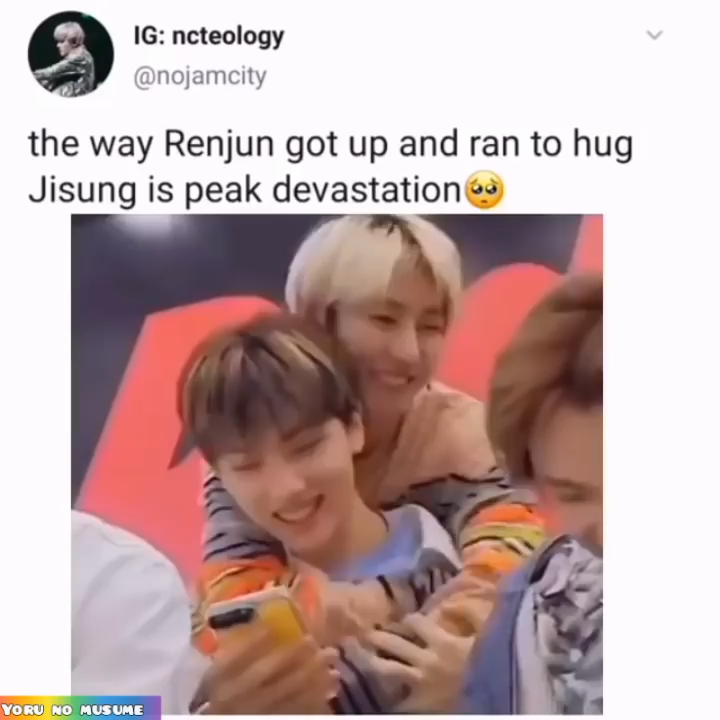 IG: ncteology
@nojamcity
the way Renjun got up and ran to hug
Jisung is peak devastation🥺
YORU NO MUSUME